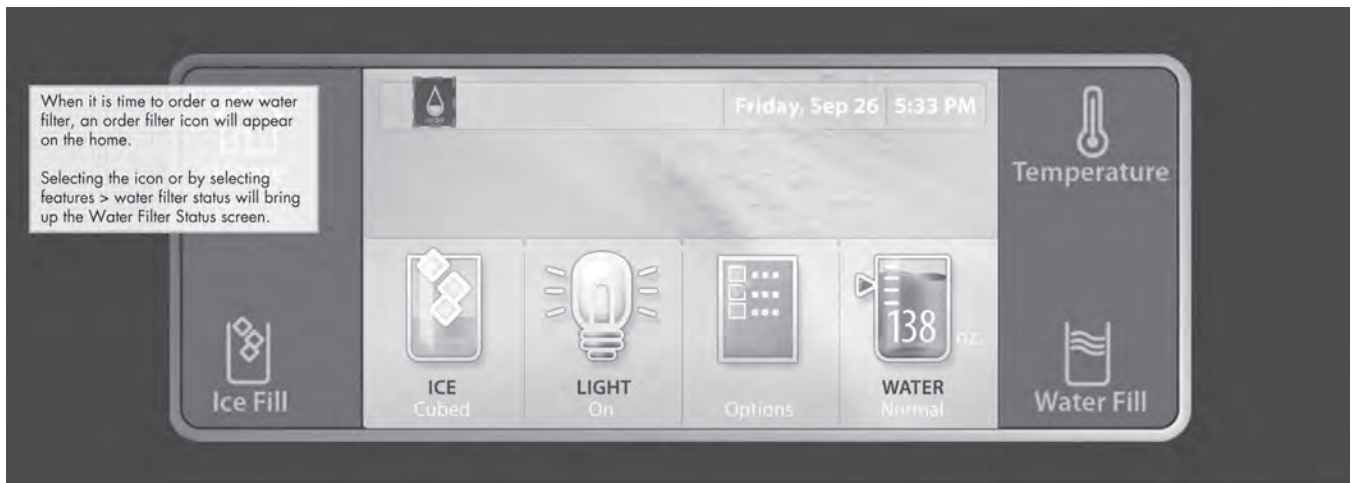 When it is time to order a new water
filter, an order filter icon will appear
on the home.
Selecting the icon or by selecting
features > water filter status will bring
up the Water Filter Status screen.
order
Friday, Sep 26 5:33 PM
Temperature
138 oz.
ICE
Cubed
LIGHT
On
Options
WATER
Normal
Ice Fill
Water Fill